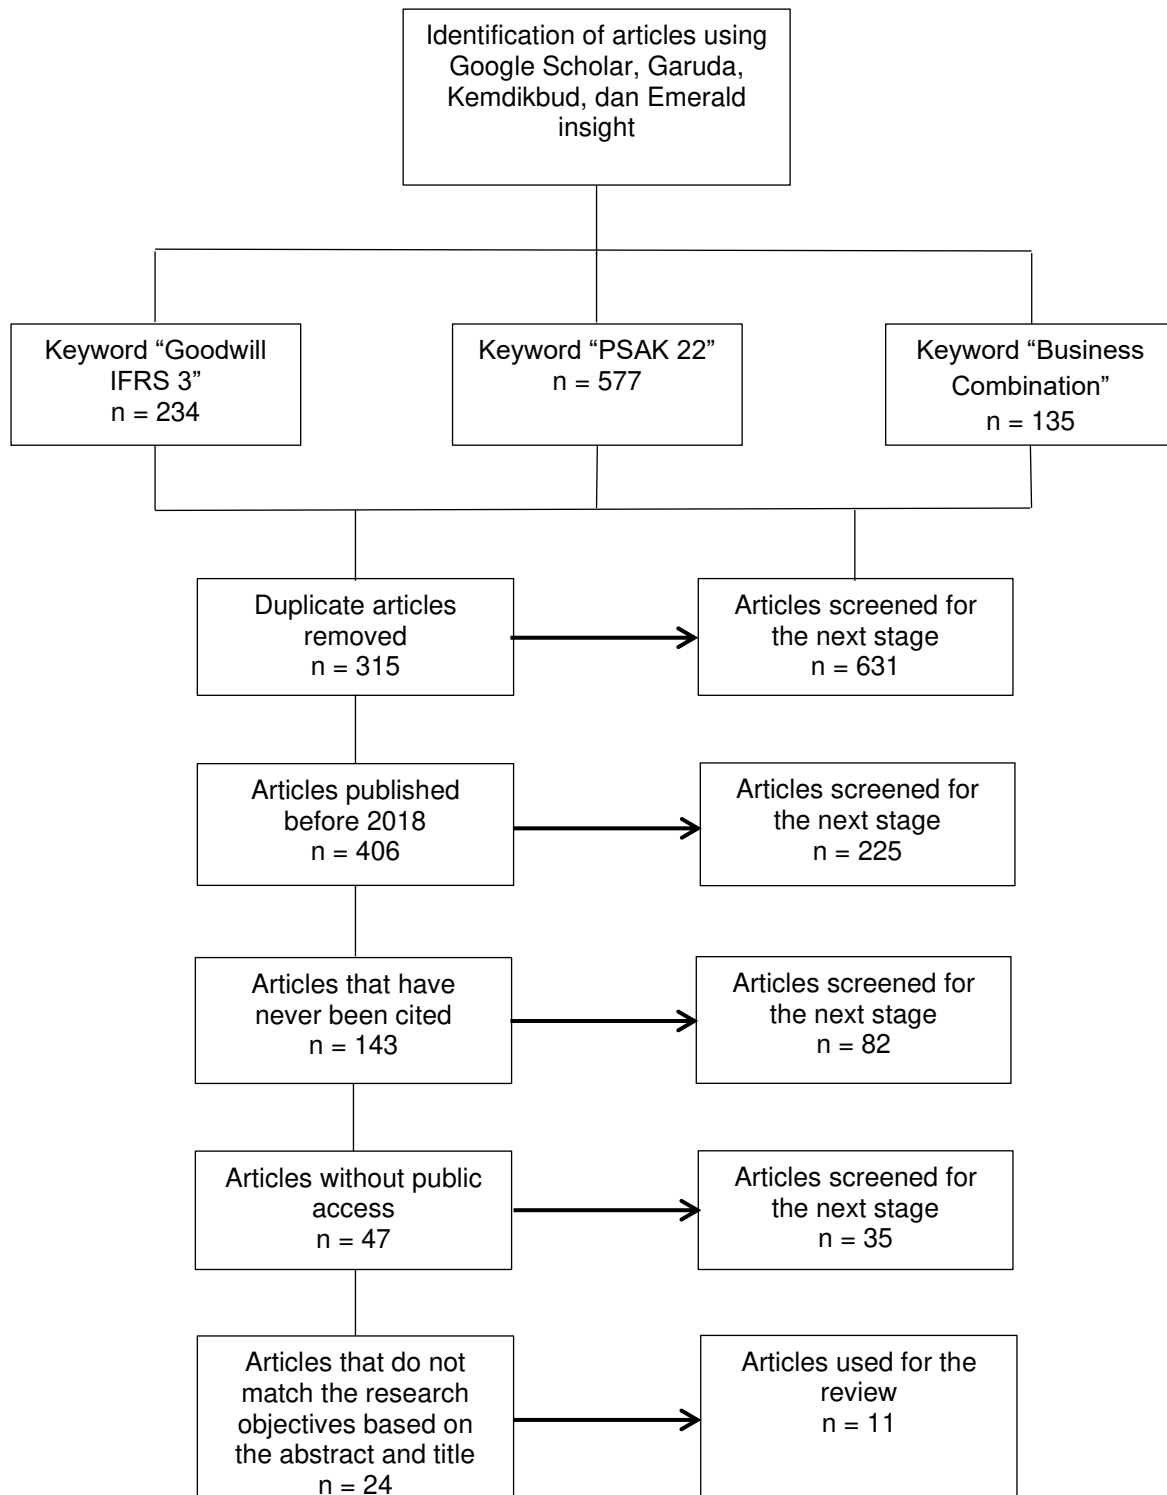 Identification of articles using
Google Scholar, Garuda,
Kemdikbud, dan Emerald
insight
Keyword “Goodwill
IFRS 3”
n = 234
Keyword “PSAK 22”
n = 577
Keyword “Business
Combination”
n = 135
Duplicate articles
removed
n = 315
Articles screened for
the next stage
n = 631
Articles published
before 2018
n = 406
Articles screened for
the next stage
n = 225
Articles that have
never been cited
n = 143
Articles screened for
the next stage
n = 82
Articles without public
access
n = 47
Articles screened for
the next stage
n = 35
Articles that do not
match the research
objectives based on
the abstract and title
n = 24
Articles used for the
review
n = 11